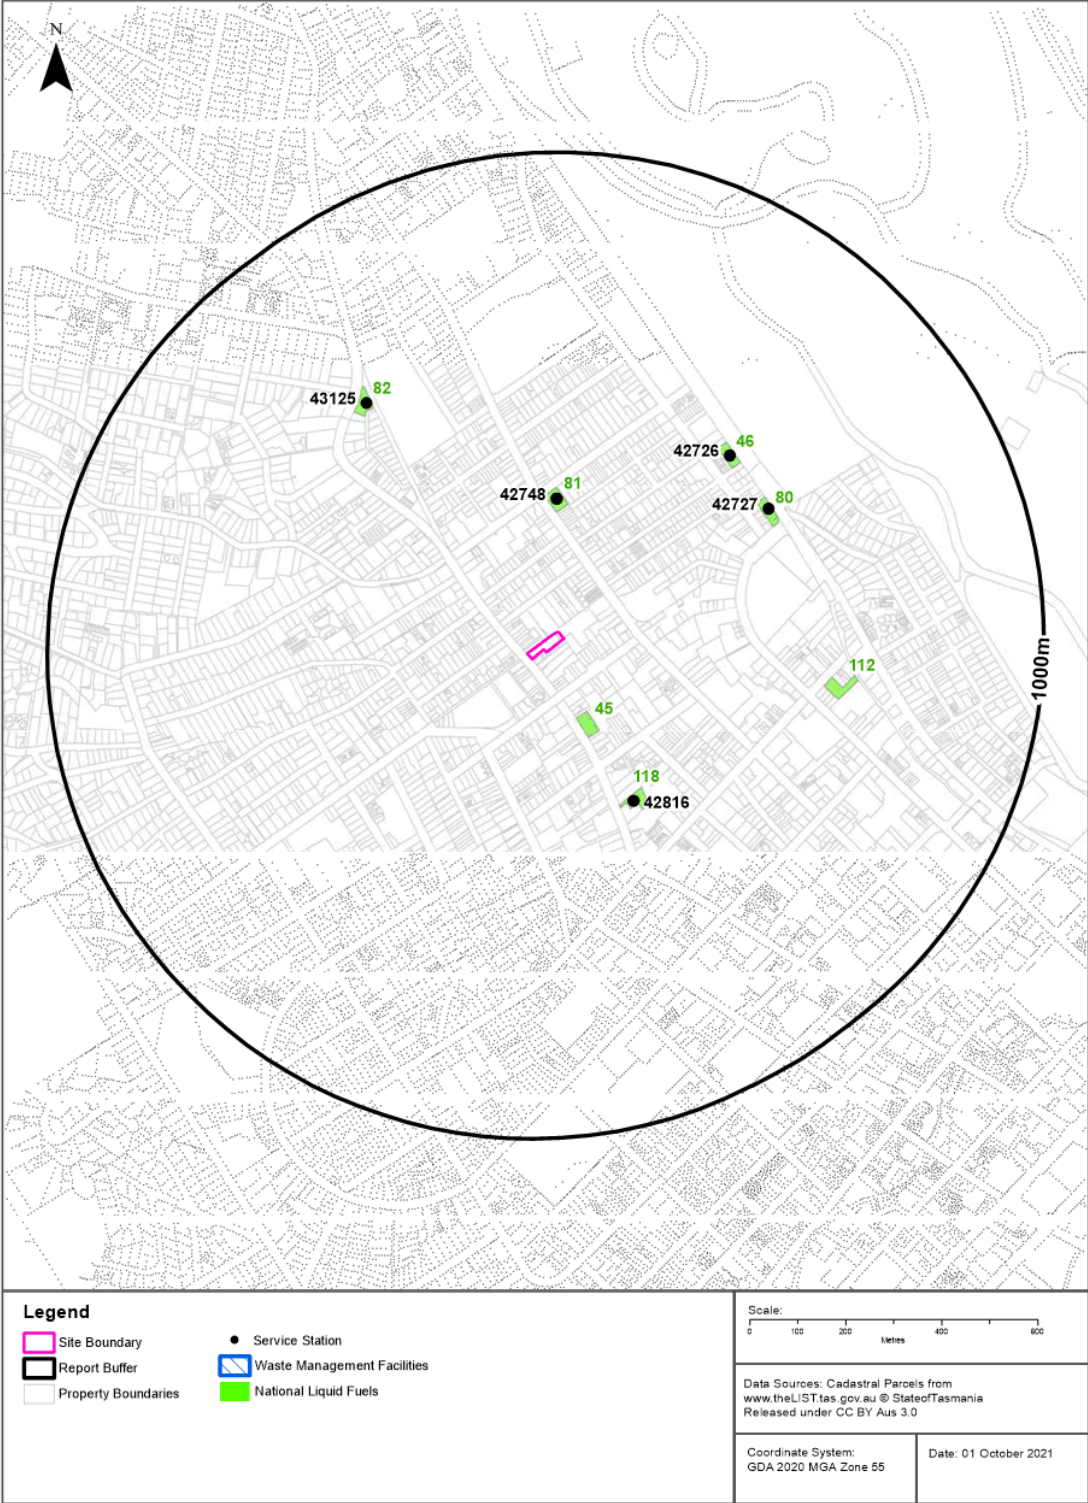 N
82
43125
46
42726
81
42748
80
42727
1000m
112
45
118
42816
Legend
Site Boundary
Report Buffer
Property Boundaries
Service Station
Waste Management Facilities
National Liquid Fuels
Scale:
0 100 200 400 600
Metres
Data Sources: Cadastral Parcels from
www.theLIST.tas.gov.au © StateofTasmania
Released under CC BY Aus 3.0
Coordinate System:
GDA 2020 MGA Zone 55
Date: 01 October 2021